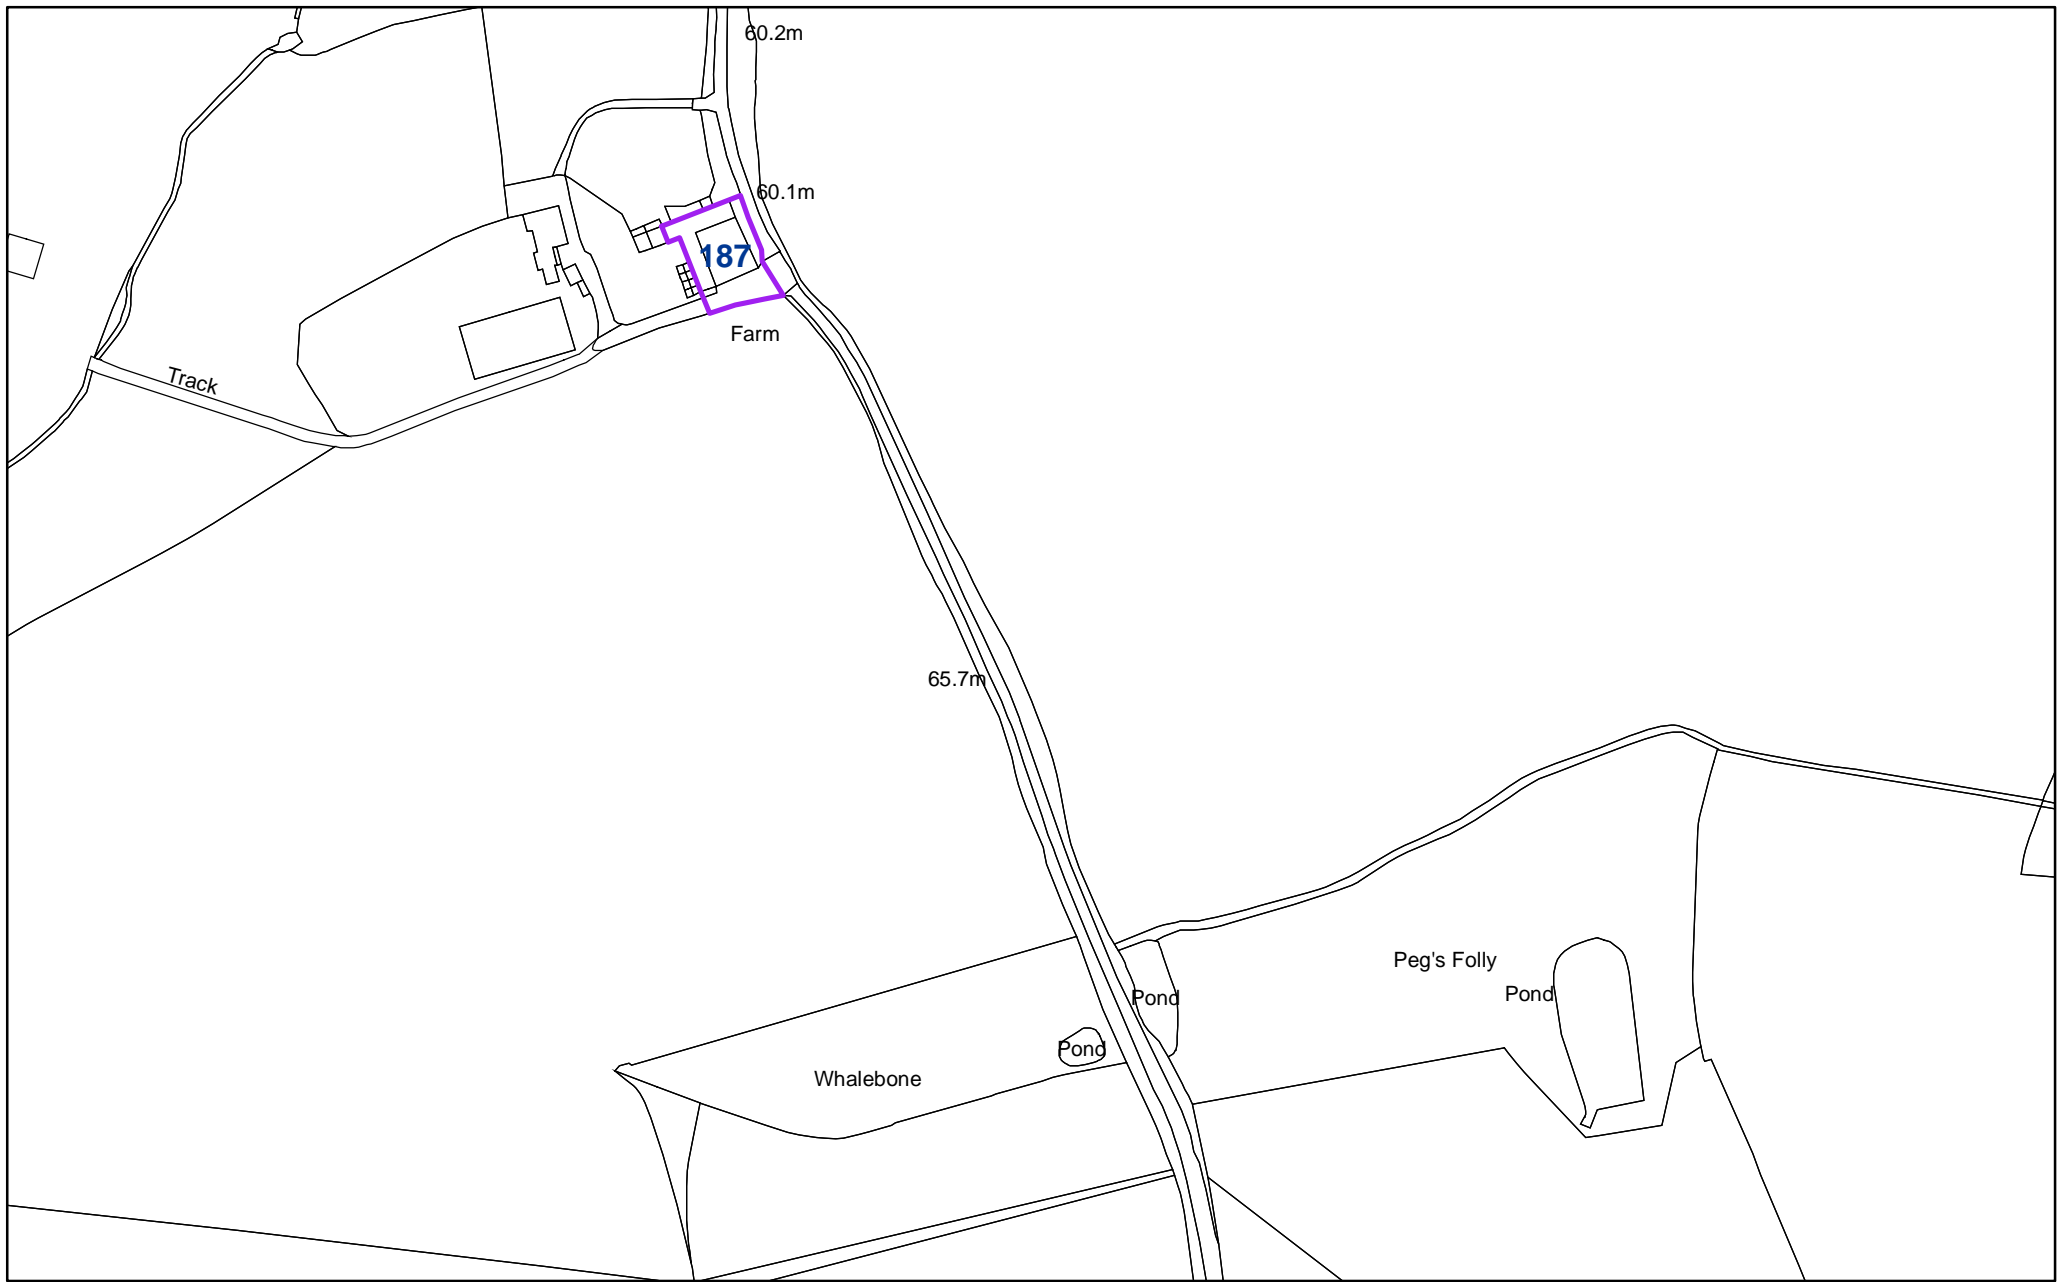 60.2m
60.1m
187
Farm
Track
65.7m
Peg's Folly
Pond
Pond
Pond
Whalebone